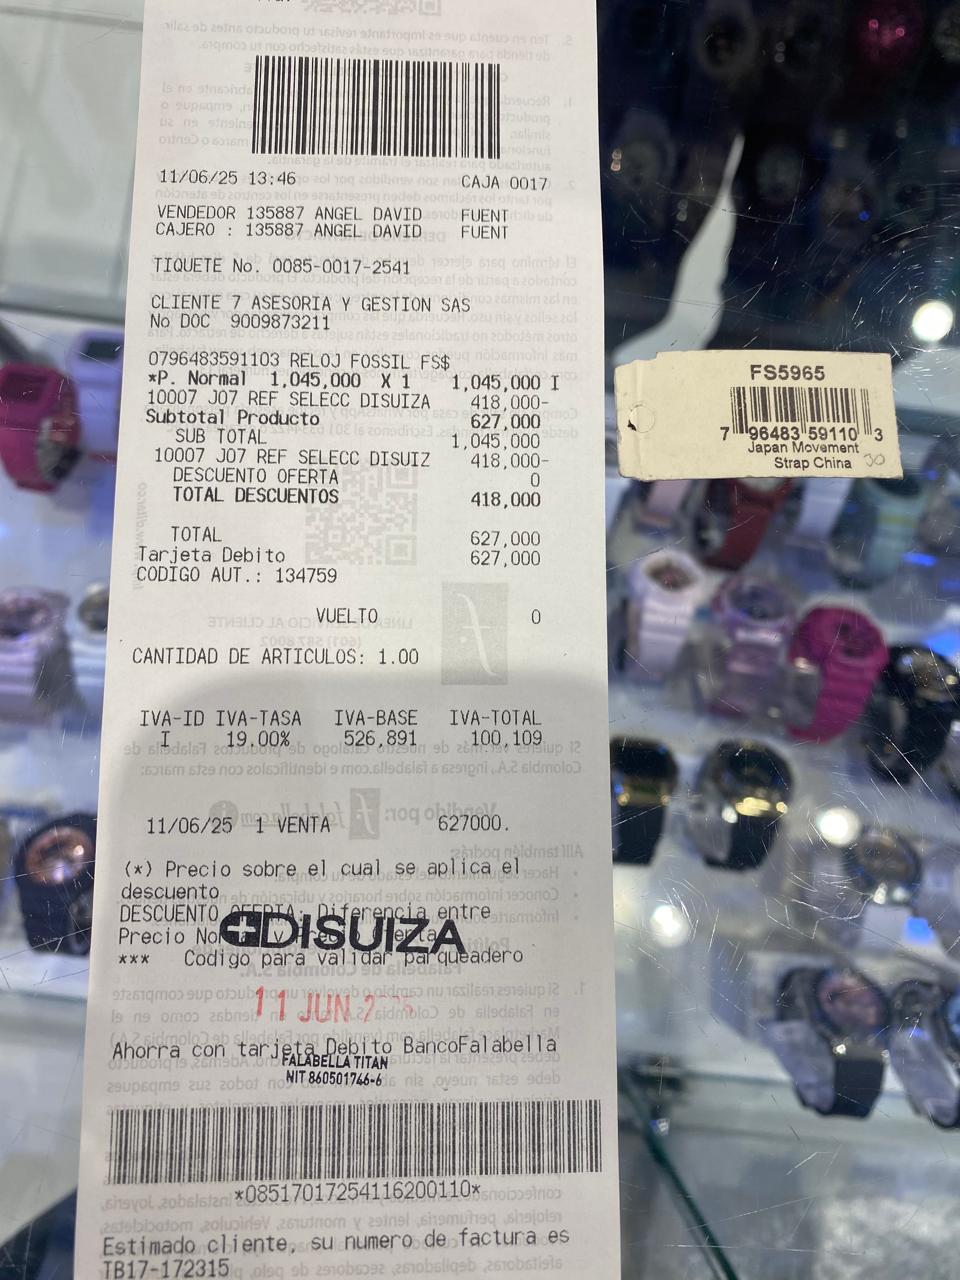 11/06/25 13:46 CAJA 0017
VENDEDOR 135887 ANGEL DAVID FUENT
CAJERO : 135887 ANGEL DAVID FUENT
TIQUETE No. 0085-0017-2541
CLIENTE 7 ASESORIA Y GESTION SAS
No DOC 9009873211
0796483591103 RELOJ FOSSIL FS$
*P. Normal 1,045,000 X 1 1,045,000 I
10007 J07 REF SELECC DISUIZA 418,000-
Subtotal Producto 627,000
SUB TOTAL 1,045,000
10007 J07 REF SELECC DISUIZ 418,000-
DESCUENTO OFERTA 0
TOTAL DESCUENTOS 418,000
TOTAL 627,000
Tarjeta Debito 627,000
CODIGO AUT.: 134759
VUELTO 0
CANTIDAD DE ARTICULOS: 1.00
IVA-ID IVA-TASA IVA-BASE IVA-TOTAL
I 19.00% 526,891 100,109
11/06/25 1 VENTA 627000.
(*) Precio sobre el cual se aplica el
descuento
DESCUENTO OFERTA: Diferencia entre
Precio
DISUIZA
*** Codigo para validar parqueadero
11 JUN
Ahorra con tarjeta Debito BancoFalabella
FALABELLA TITAN
NIT 860501746-6
*08517017254116200110*
Estimado cliente, su numero de factura es
TB17-172315
FS5965
7 96483 59110 3
Japan Movement
Strap China 30